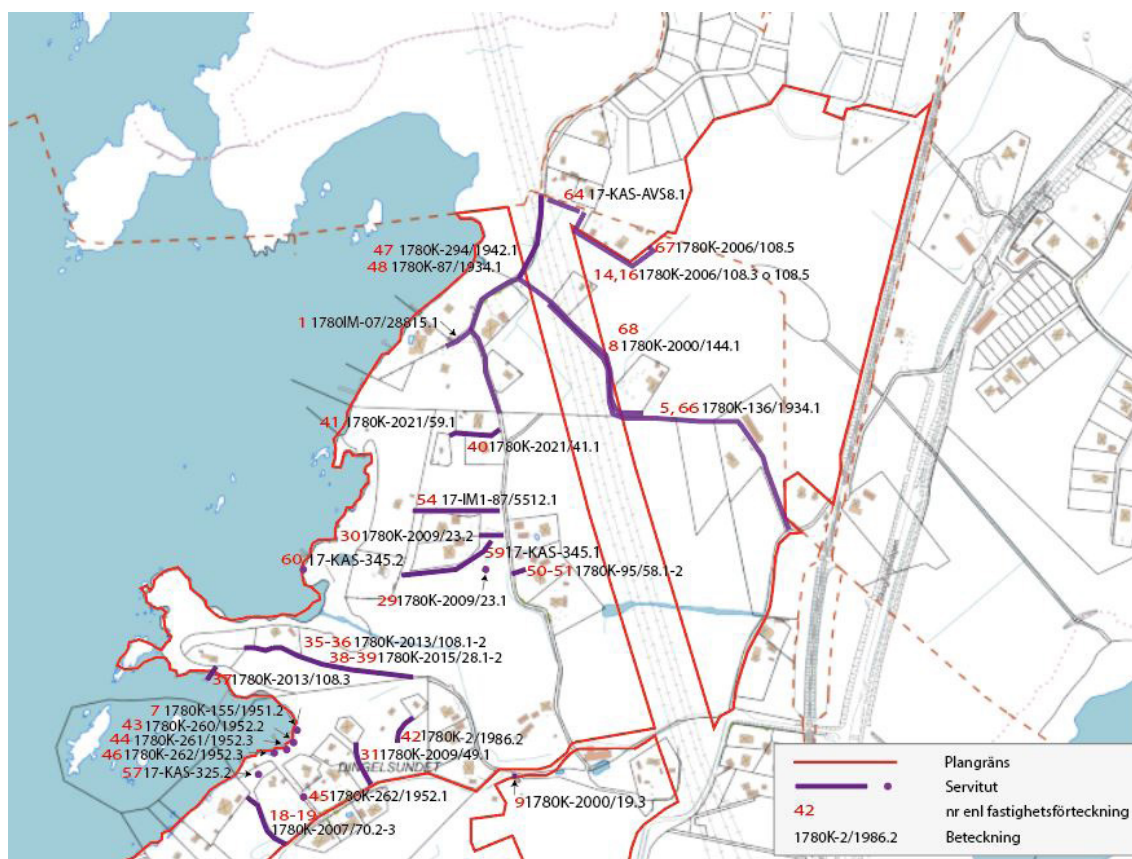 64 17-KAS-AVS8.1
47 1780K-294/1942.1
67 1780K-2006/108.5
48 1780K-87/1934.1
14,16 1780K-2006/108.3 o 108.5
1 1780IM-07/28815.1
68
8 1780K-2000/144.1
5, 66 1780K-136/1934.1
41 1780K-2021/59.1
40 1780K-2021/41.1
54 17-IM1-87/5512.1
30 1780K-2009/23.2
59 17-KAS-345.1
60 17-KAS-345.2
50-51 1780K-95/58.1-2
29 1780K-2009/23.1
35-36 1780K-2013/108.1-2
38-39 1780K-2015/28.1-2
37 1780K-2013/108.3
7 1780K-155/1951.2
43 1780K-260/1952.2
44 1780K-261/1952.3
42 1780K-2/1986.2
46 1780K-262/1952.3
31 1780K-2009/49.1
57 17-KAS-325.2
DINGELSUNDET
45 1780K-262/1952.1
9 1780K-2000/19.3
18-19
1780K-2007/70.2-3
Plangräns
Servitut
42 nr enl fastighetsförteckning
1780K-2/1986.2 Beteckning